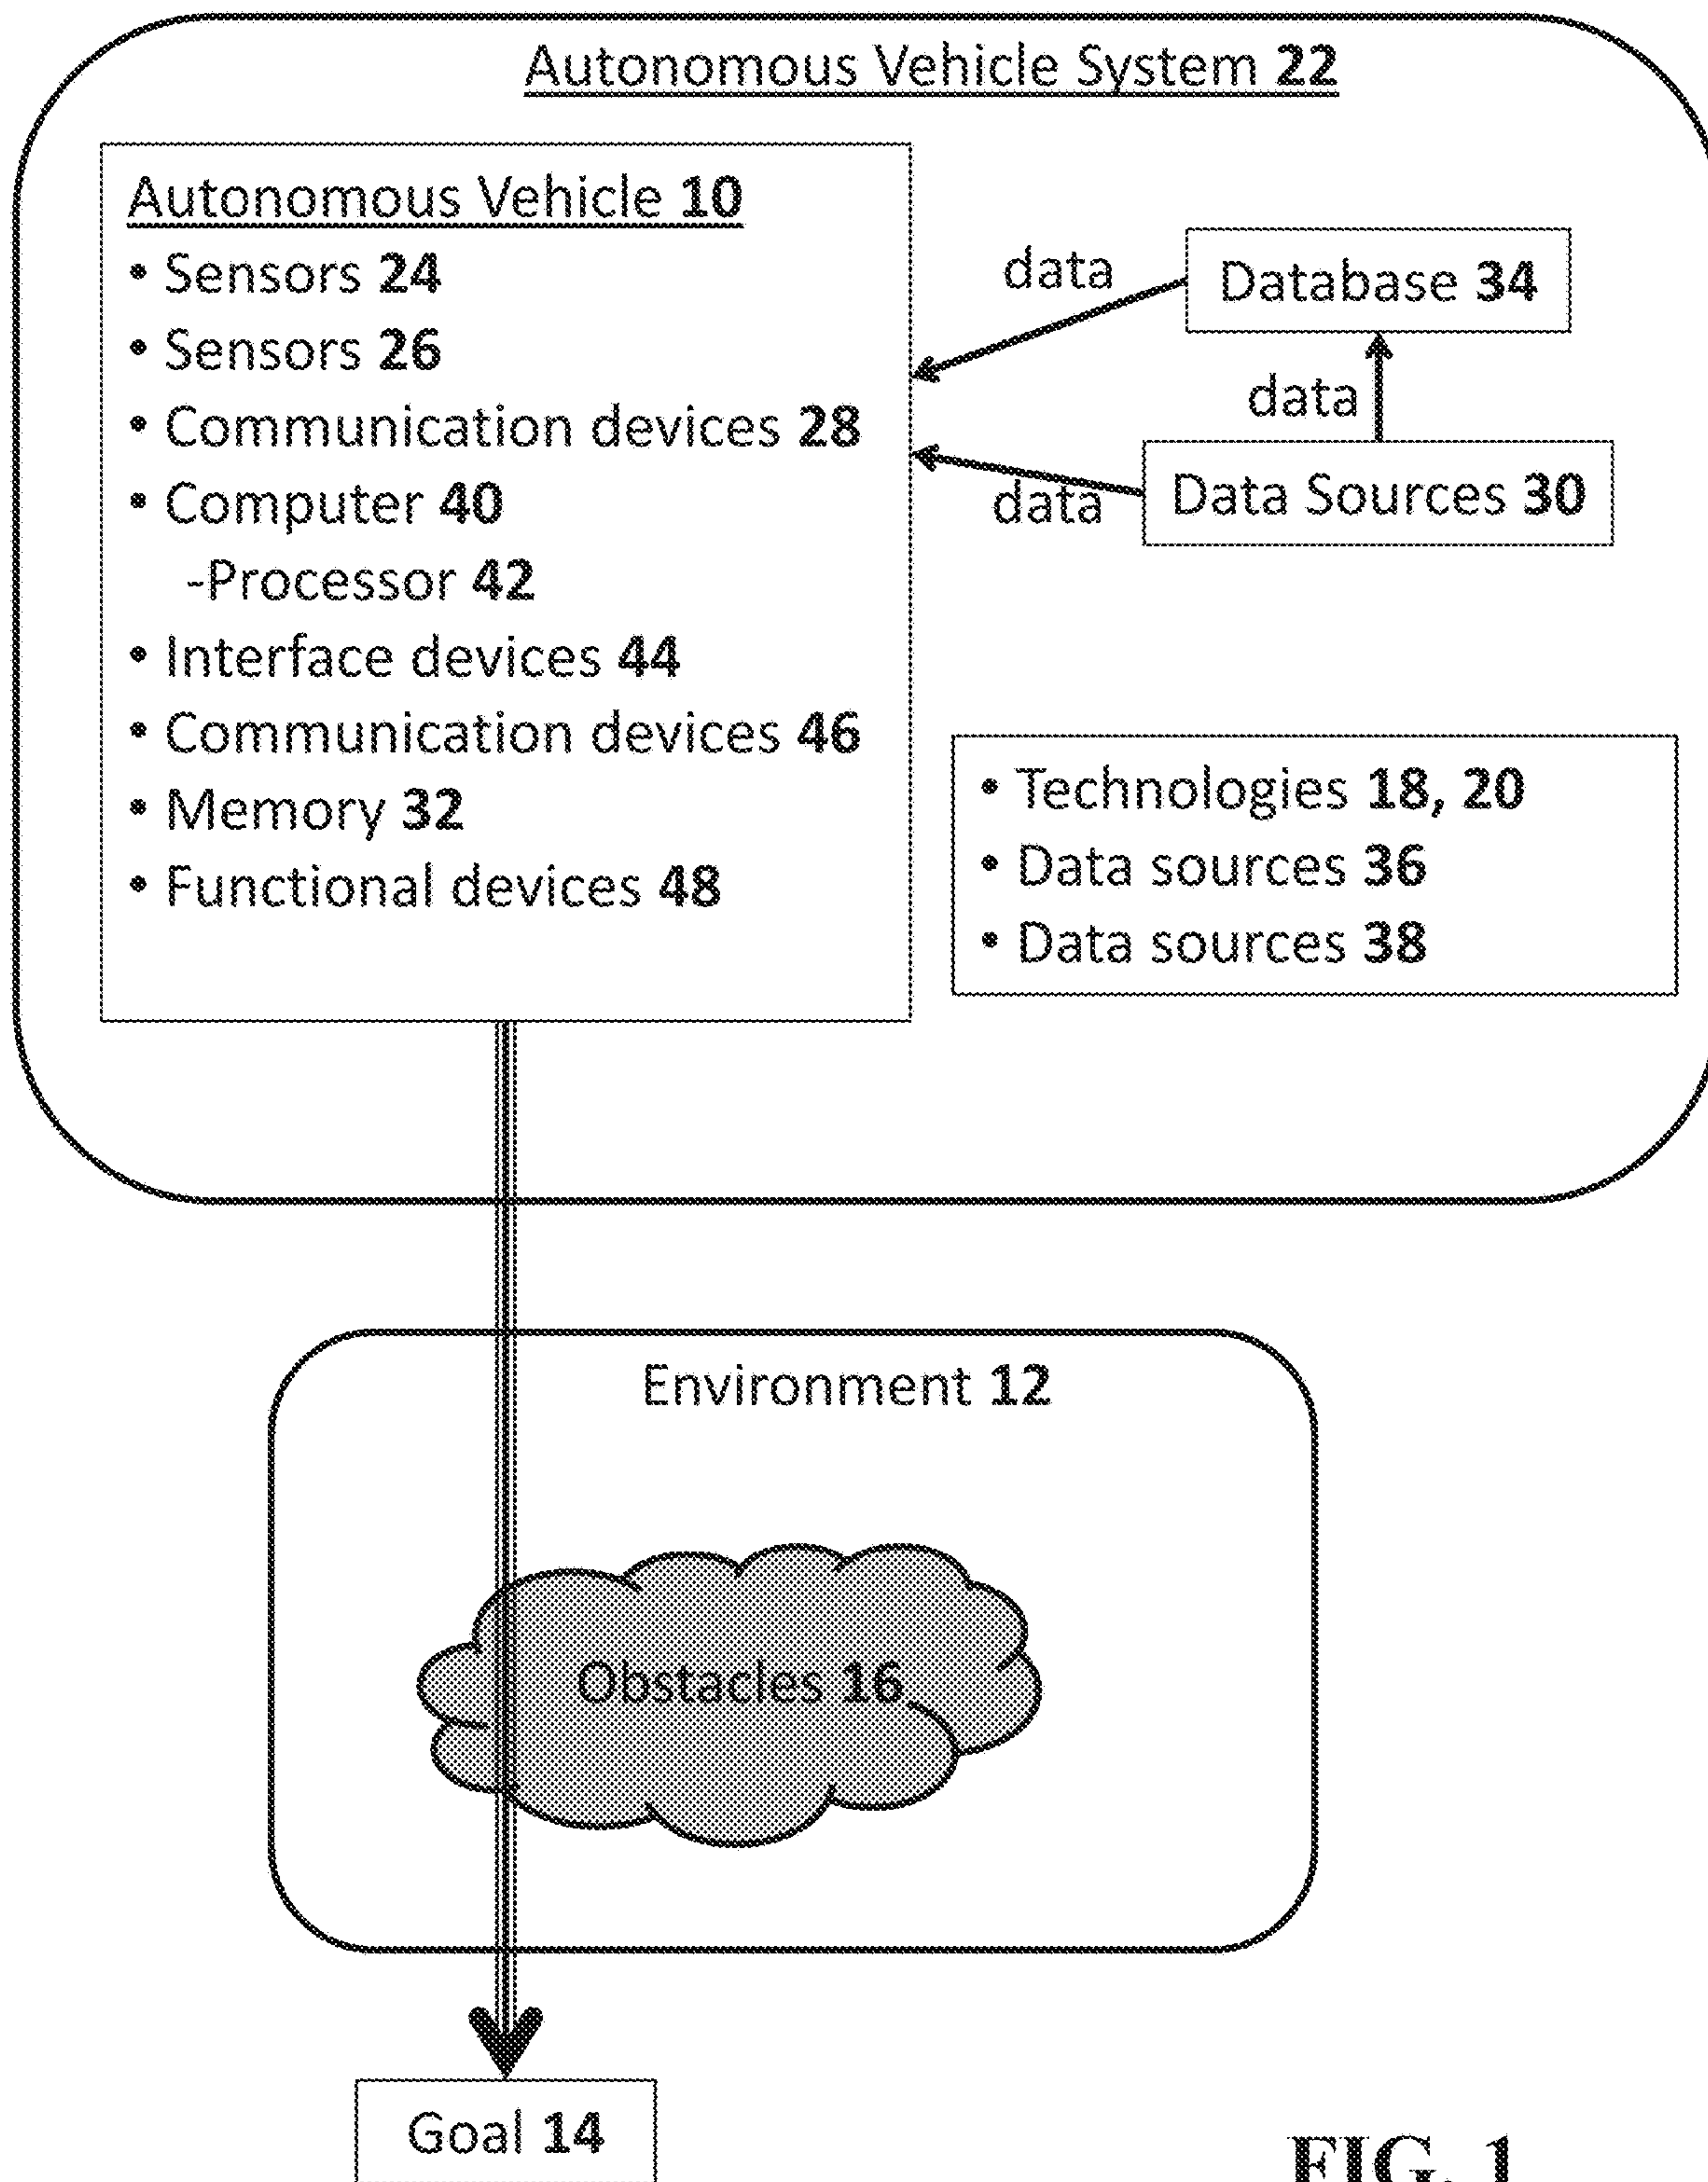 Autonomous Vehicle System 22
Autonomous Vehicle 10
• Sensors 24
• Sensors 26
• Communication devices 28
• Computer 40
-Processor 42
• Interface devices 44
• Communication devices 46
• Memory 32
• Functional devices 48
data
Database 34
data
data
Data Sources 30
• Technologies 18, 20
• Data sources 36
• Data sources 38
Environment 12
Obstacles 16
Goal 14
FIG. 1